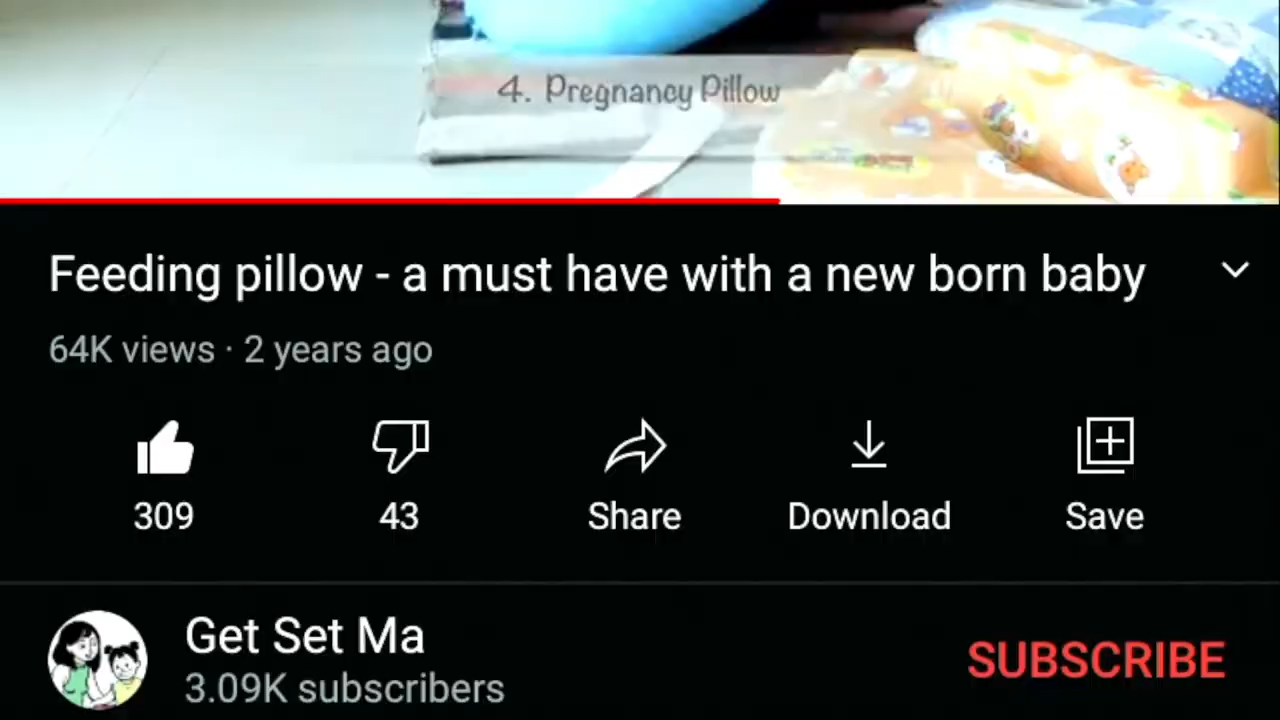 4. Pregnancy Pillow
Feeding pillow - a must have with a new born baby
64K views · 2 years ago
309 43 Share Download Save
Get Set Ma
3.09K subscribers
SUBSCRIBE